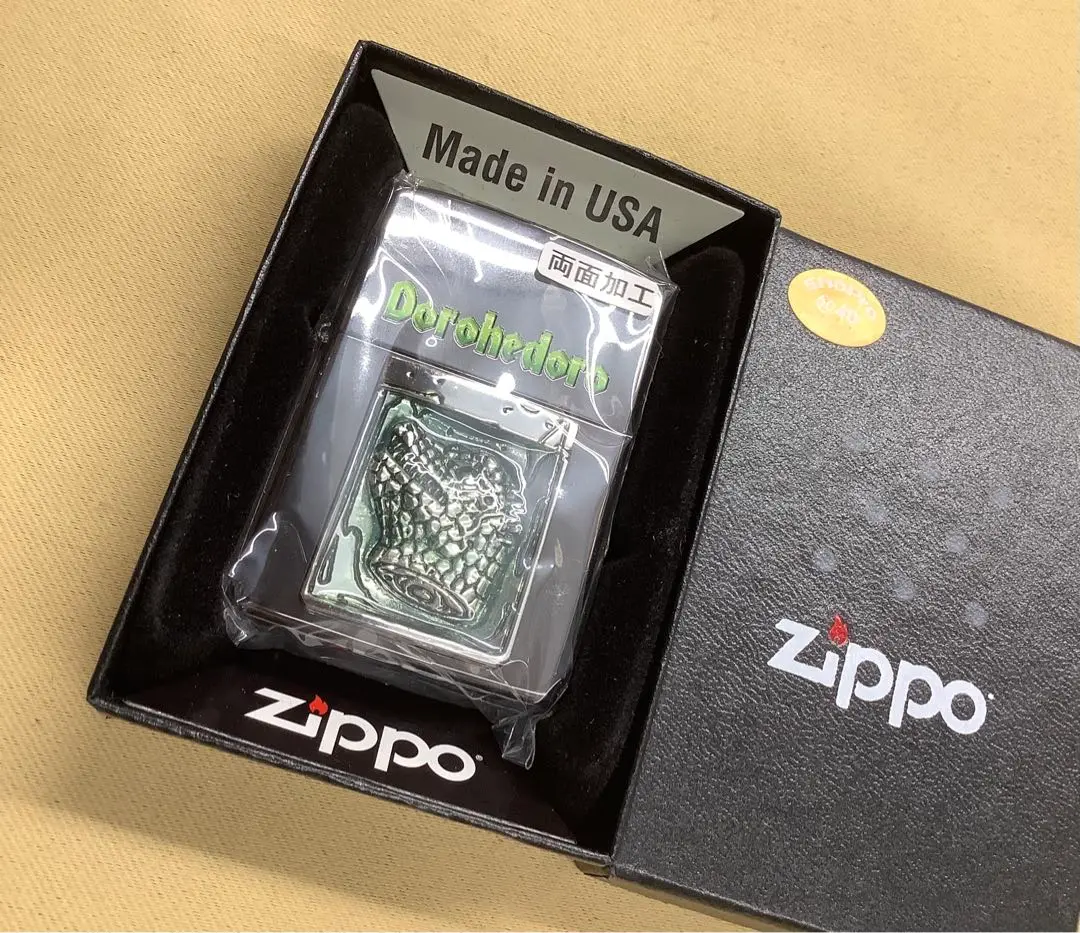 Made in USA
両面加工
Dorohedoro
zippo
zippo